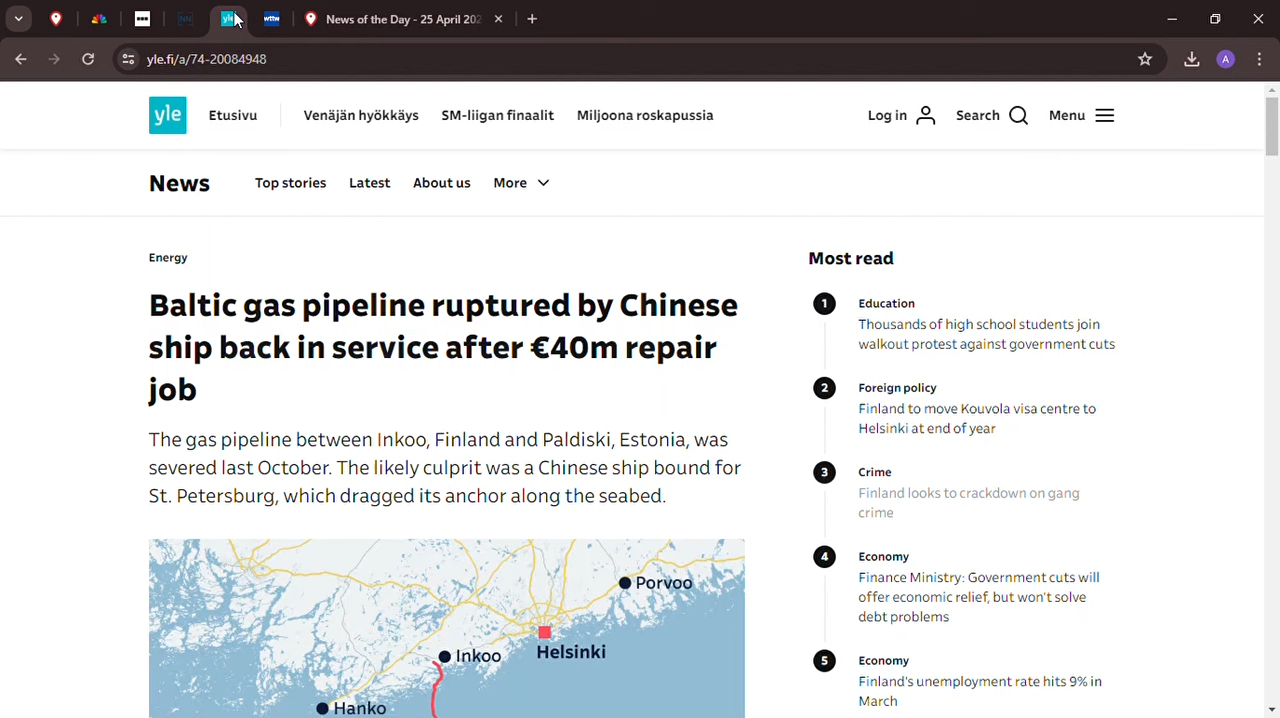 NN
yle
wttw
News of the Day - 25 April 202
yle.fi/a/74-20084948
A
yle
Etusivu
Venäjän hyökkäys
SM-liigan finaalit
Miljoona roskapussia
Log in
Search
Menu
News
Top stories
Latest
About us
More
Energy
Baltic gas pipeline ruptured by Chinese
ship back in service after €40m repair
job
The gas pipeline between Inkoo, Finland and Paldiski, Estonia, was
severed last October. The likely culprit was a Chinese ship bound for
St. Petersburg, which dragged its anchor along the seabed.
Porvoo
Helsinki
Inkoo
Hanko
Most read
1
Education
Thousands of high school students join
walkout protest against government cuts
2
Foreign policy
Finland to move Kouvola visa centre to
Helsinki at end of year
3
Crime
Finland looks to crackdown on gang
crime
4
Economy
Finance Ministry: Government cuts will
offer economic relief, but won't solve
debt problems
5
Economy
Finland's unemployment rate hits 9% in
March